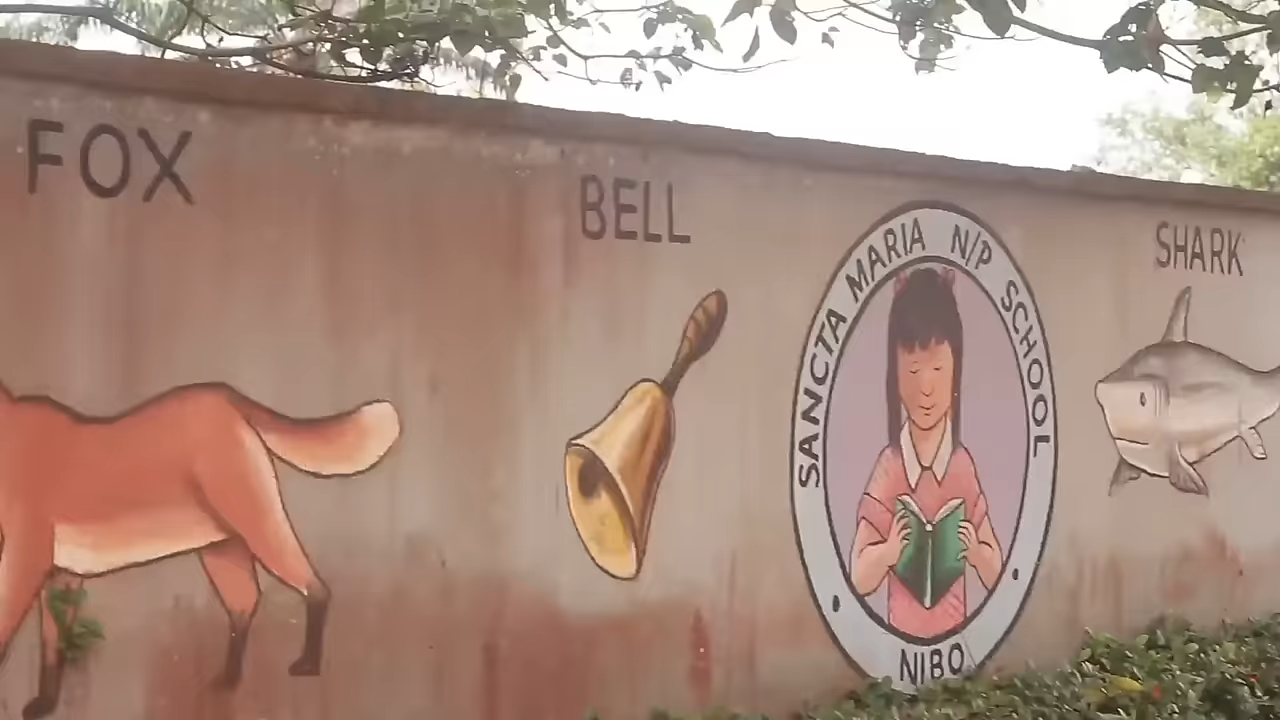 FOX
BELL
SANCTA MARIA N/P SCHOOL
NIBO
SHARK